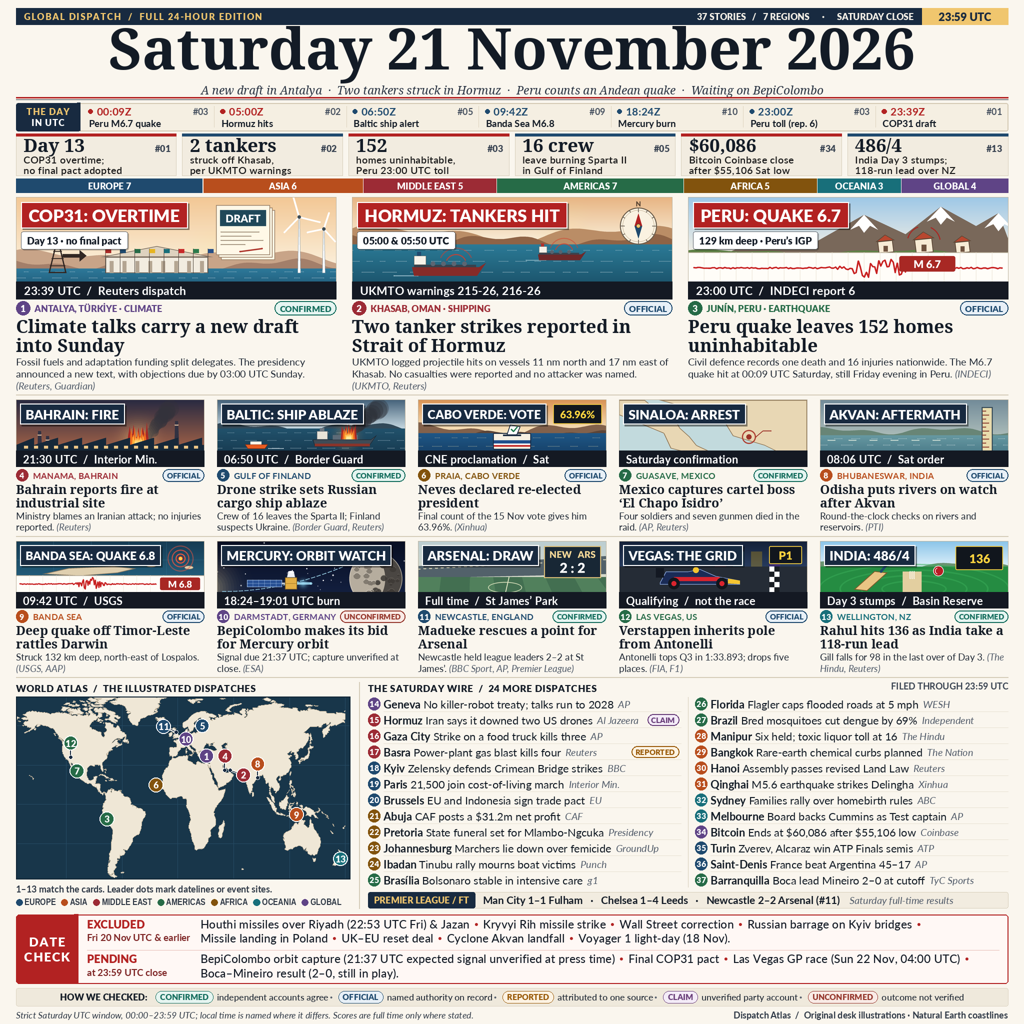 GLOBAL DISPATCH / FULL 24-HOUR EDITION
37 STORIES / 7 REGIONS · SATURDAY CLOSE
23:59 UTC
Saturday 21 November 2026
A new draft in Antalya · Two tankers struck in Hormuz · Peru counts an Andean quake · Waiting on BepiColombo
THE DAY
IN UTC
00:09Z #03
Peru M6.7 quake
05:00Z #02
Hormuz hits
06:50Z #05
Baltic ship alert
09:42Z #09
Banda Sea M6.8
18:24Z #10
Mercury burn
23:00Z #03
Peru toll (rep. 6)
23:39Z #01
COP31 draft
Day 13 #01
COP31 overtime;
no final pact adopted
2 tankers #02
struck off Khasab,
per UKMTO warnings
152 #03
homes uninhabitable,
Peru 23:00 UTC toll
16 crew #05
leave burning Sparta II
in Gulf of Finland
$60,086 #34
Bitcoin Coinbase close
after $55,106 Sat low
486/4 #13
India Day 3 stumps;
118-run lead over NZ
EUROPE 7
ASIA 6
MIDDLE EAST 5
AMERICAS 7
AFRICA 5
OCEANIA 3
GLOBAL 4
COP31: OVERTIME
Day 13 · no final pact
DRAFT
23:39 UTC / Reuters dispatch
1 ANTALYA, TÜRKİYE · CLIMATE CONFIRMED
Climate talks carry a new draft
into Sunday
Fossil fuels and adaptation funding split delegates. The presidency
announced a new text, with objections due by 03:00 UTC Sunday.
(Reuters, Guardian)
HORMUZ: TANKERS HIT
05:00 & 05:50 UTC
N
UKMTO warnings 215-26, 216-26
2 KHASAB, OMAN · SHIPPING OFFICIAL
Two tanker strikes reported in
Strait of Hormuz
UKMTO logged projectile hits on vessels 11 nm north and 17 nm east of
Khasab. No casualties were reported and no attacker was named.
(UKMTO, Reuters)
PERU: QUAKE 6.7
129 km deep · Peru's IGP
M 6.7
23:00 UTC / INDECI report 6
3 JUNÍN, PERU · EARTHQUAKE OFFICIAL
Peru quake leaves 152 homes
uninhabitable
Civil defence records one death and 16 injuries nationwide. The M6.7
quake hit at 00:09 UTC Saturday, still Friday evening in Peru. (INDECI)
BAHRAIN: FIRE
21:30 UTC / Interior Min.
4 MANAMA, BAHRAIN OFFICIAL
Bahrain reports fire at
industrial site
Ministry blames an Iranian attack; no injuries
reported. (Reuters)
BALTIC: SHIP ABLAZE
06:50 UTC / Border Guard
5 GULF OF FINLAND CONFIRMED
Drone strike sets Russian
cargo ship ablaze
Crew of 16 leaves the Sparta II; Finland
suspects Ukraine. (Border Guard, Reuters)
CABO VERDE: VOTE
63.96%
CNE proclamation / Sat
6 PRAIA, CABO VERDE OFFICIAL
Neves declared re-elected
president
Final count of the 15 Nov vote gives him
63.96%. (Xinhua)
SINALOA: ARREST
Saturday confirmation
7 GUASAVE, MEXICO CONFIRMED
Mexico captures cartel boss
‘El Chapo Isidro’
Four soldiers and seven gunmen died in the
raid. (AP, Reuters)
AKVAN: AFTERMATH
08:06 UTC / Sat order
8 BHUBANESWAR, INDIA OFFICIAL
Odisha puts rivers on watch
after Akvan
Round-the-clock checks on rivers and
reservoirs. (PTI)
BANDA SEA: QUAKE 6.8
M 6.8
09:42 UTC / USGS
9 BANDA SEA OFFICIAL
Deep quake off Timor-Leste
rattles Darwin
Struck 132 km deep, north-east of Lospalos.
(USGS, AAP)
MERCURY: ORBIT WATCH
18:24–19:01 UTC burn
10 DARMSTADT, GERMANY UNCONFIRMED
BepiColombo makes its bid
for Mercury orbit
Signal due 21:37 UTC; capture unverified at
close. (ESA)
ARSENAL: DRAW
NEW ARS
2 : 2
Full time / St James' Park
11 NEWCASTLE, ENGLAND CONFIRMED
Madueke rescues a point for
Arsenal
Newcastle held league leaders 2–2 at St
James'. (BBC Sport, AP, Premier League)
VEGAS: THE GRID
P1
Qualifying / not the race
12 LAS VEGAS, US OFFICIAL
Verstappen inherits pole
from Antonelli
Antonelli tops Q3 in 1:33.893; drops five
places. (FIA, F1)
INDIA: 486/4
136
Day 3 stumps / Basin Reserve
13 WELLINGTON, NZ CONFIRMED
Rahul hits 136 as India take a
118-run lead
Gill falls for 98 in the last over of Day 3. (The
Hindu, Reuters)
WORLD ATLAS / THE ILLUSTRATED DISPATCHES
11
5
10
12
1
4
8
7
2
6
9
3
13
1–13 match the cards. Leader dots mark datelines or event sites.
EUROPE ASIA MIDDLE EAST AMERICAS AFRICA OCEANIA GLOBAL
THE SATURDAY WIRE / 24 MORE DISPATCHES
FILED THROUGH 23:59 UTC
14 Geneva No killer-robot treaty; talks run to 2028 AP
15 Hormuz Iran says it downed two US drones Al Jazeera CLAIM
16 Gaza City Strike on a food truck kills three AP
17 Basra Power-plant gas blast kills four Reuters REPORTED
18 Kyiv Zelensky defends Crimean Bridge strikes BBC
19 Paris 21,500 join cost-of-living march Interior Min.
20 Brussels EU and Indonesia sign trade pact EU
21 Abuja CAF posts a $31.2m net profit CAF
22 Pretoria State funeral set for Mlambo-Ngcuka Presidency
23 Johannesburg Marchers lie down over femicide GroundUp
24 Ibadan Tinubu rally mourns boat victims Punch
25 Brasília Bolsonaro stable in intensive care g1
26 Florida Flagler caps flooded roads at 5 mph WESH
27 Brazil Bred mosquitoes cut dengue by 69% Independent
28 Manipur Six held; toxic liquor toll at 16 The Hindu
29 Bangkok Rare-earth chemical curbs planned The Nation
30 Hanoi Assembly passes revised Land Law Reuters
31 Qinghai M5.6 earthquake strikes Delingha Xinhua
32 Sydney Families rally over homebirth rules ABC
33 Melbourne Board backs Cummins as Test captain AP
34 Bitcoin Ends at $60,086 after $55,106 low Coinbase
35 Turin Zverev, Alcaraz win ATP Finals semis ATP
36 Saint-Denis France beat Argentina 45–17 AP
37 Barranquilla Boca lead Mineiro 2–0 at cutoff TyC Sports
PREMIER LEAGUE / FT Man City 1–1 Fulham · Chelsea 1–4 Leeds · Newcastle 2–2 Arsenal (#11) Saturday full-time results
DATE
CHECK
EXCLUDED
Fri 20 Nov UTC & earlier
Houthi missiles over Riyadh (22:53 UTC Fri) & Jazan • Kryvyi Rih missile strike • Wall Street correction • Russian barrage on Kyiv bridges •
Missile landing in Poland • UK–EU reset deal • Cyclone Akvan landfall • Voyager 1 light-day (18 Nov).
PENDING
at 23:59 UTC close
BepiColombo orbit capture (21:37 UTC expected signal unverified at press time) • Final COP31 pact • Las Vegas GP race (Sun 22 Nov, 04:00 UTC) •
Boca–Mineiro result (2–0, still in play).
HOW WE CHECKED: CONFIRMED independent accounts agree · OFFICIAL named authority on record · REPORTED attributed to one source · CLAIM unverified party account · UNCONFIRMED outcome not verified
Strict Saturday UTC window, 00:00–23:59 UTC; local time is named where it differs. Scores are full time only where stated.
Dispatch Atlas / Original desk illustrations · Natural Earth coastlines